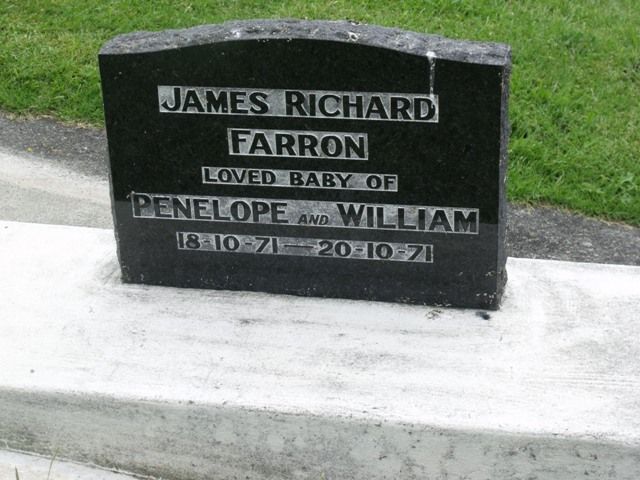 JAMES RICHARD
FARRON
LOVED BABY OF
PENELOPE AND WILLIAM
18-10-71 — 20-10-71